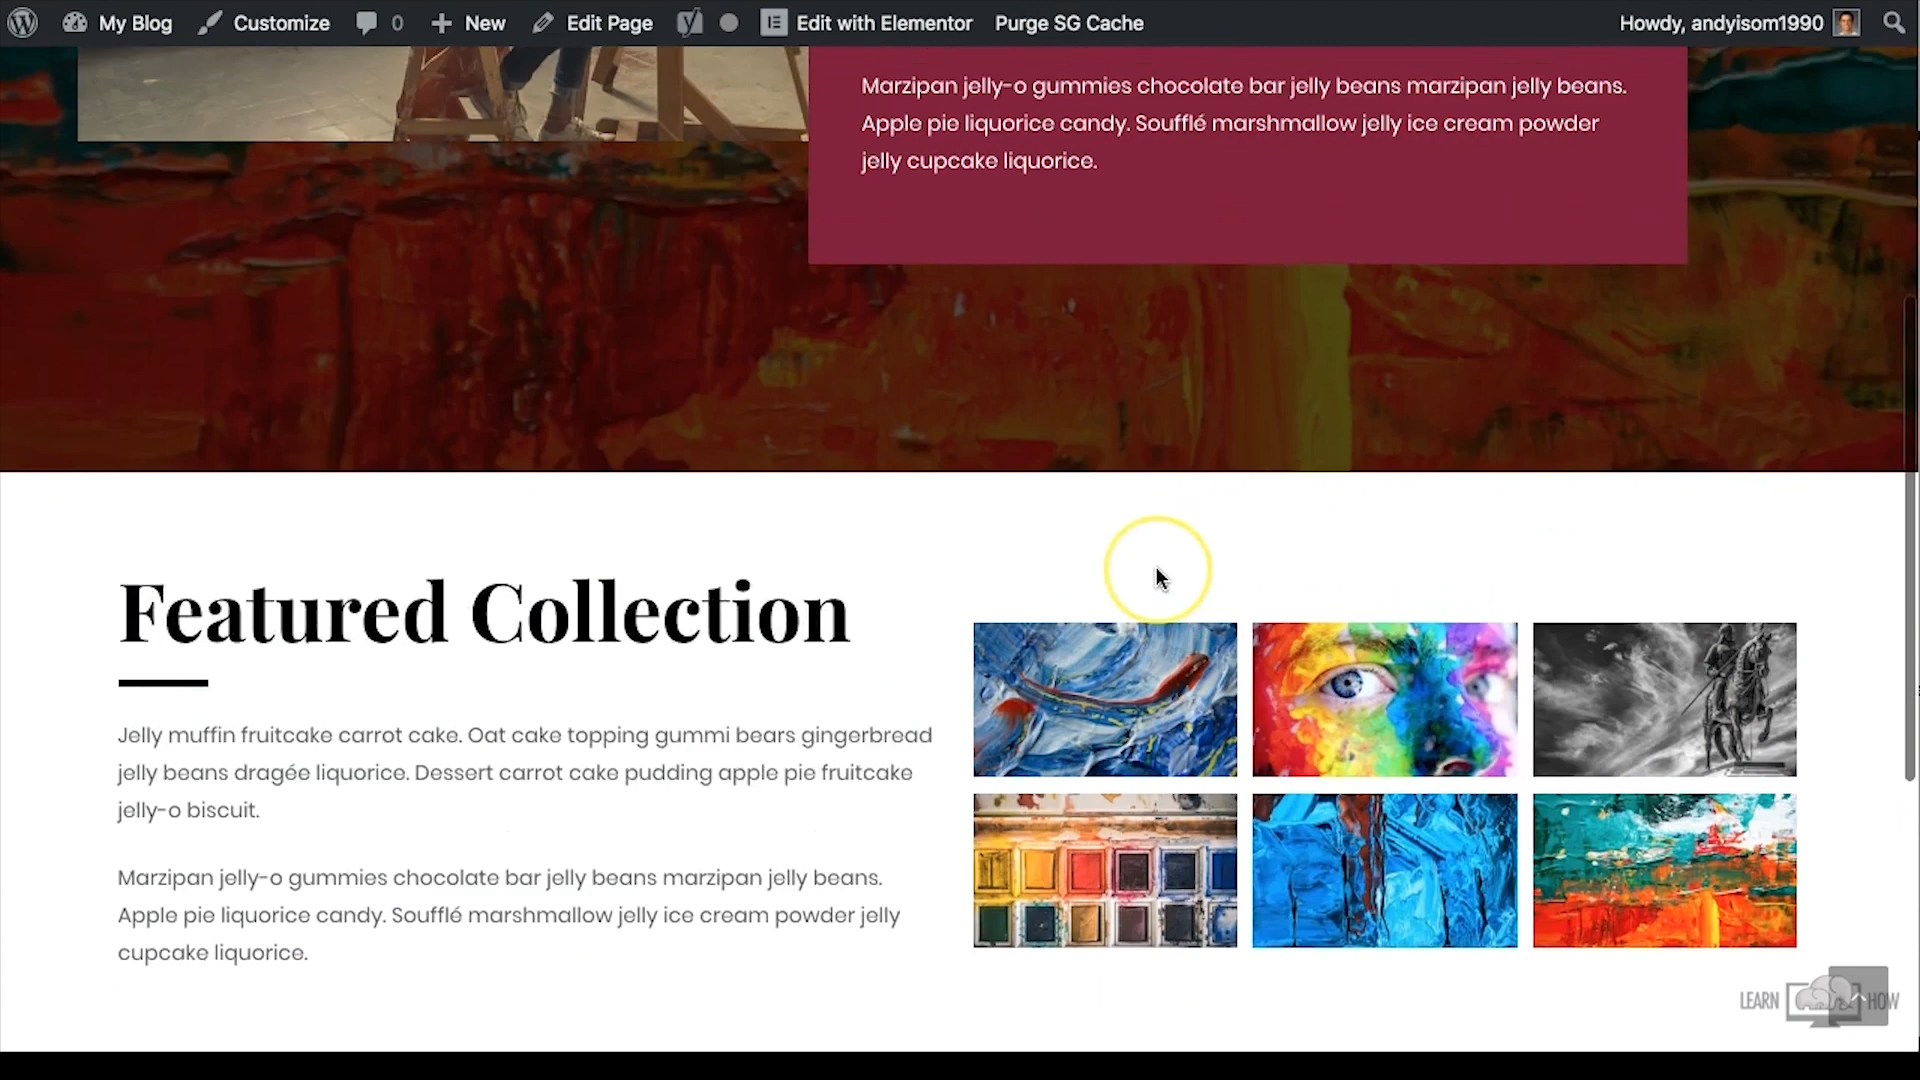 My Blog Customize 0 New Edit Page Edit with Elementor Purge SG Cache Howdy, andyisom1990
Marzipan jelly-o gummies chocolate bar jelly beans marzipan jelly beans.
Apple pie liquorice candy. Soufflé marshmallow jelly ice cream powder
jelly cupcake liquorice.
Featured Collection
Jelly muffin fruitcake carrot cake. Oat cake topping gummi bears gingerbread
jelly beans dragée liquorice. Dessert carrot cake pudding apple pie fruitcake
jelly-o biscuit.
Marzipan jelly-o gummies chocolate bar jelly beans marzipan jelly beans.
Apple pie liquorice candy. Soufflé marshmallow jelly ice cream powder jelly
cupcake liquorice.
LEARN HOW